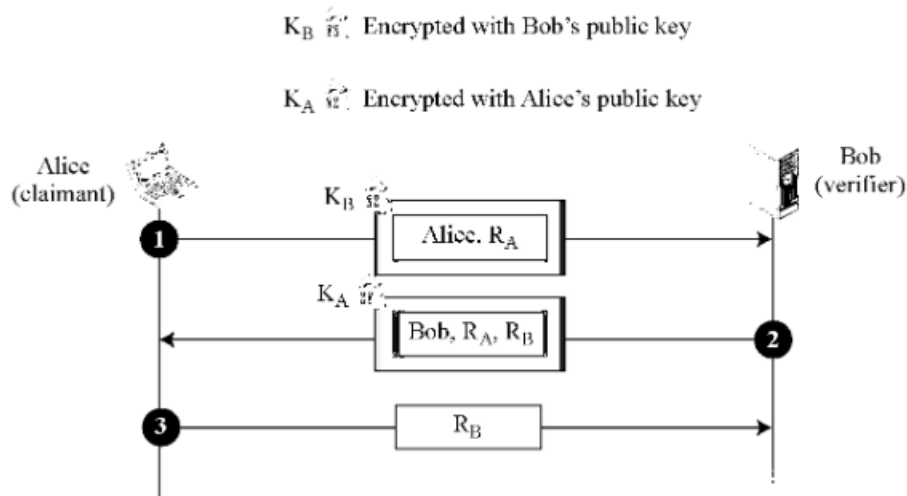 K_B Encrypted with Bob's public key
K_A Encrypted with Alice's public key
Alice
(claimant)
Bob
(verifier)
K_B
1
Alice. R_A
K_A
Bob, R_A, R_B
2
3
R_B